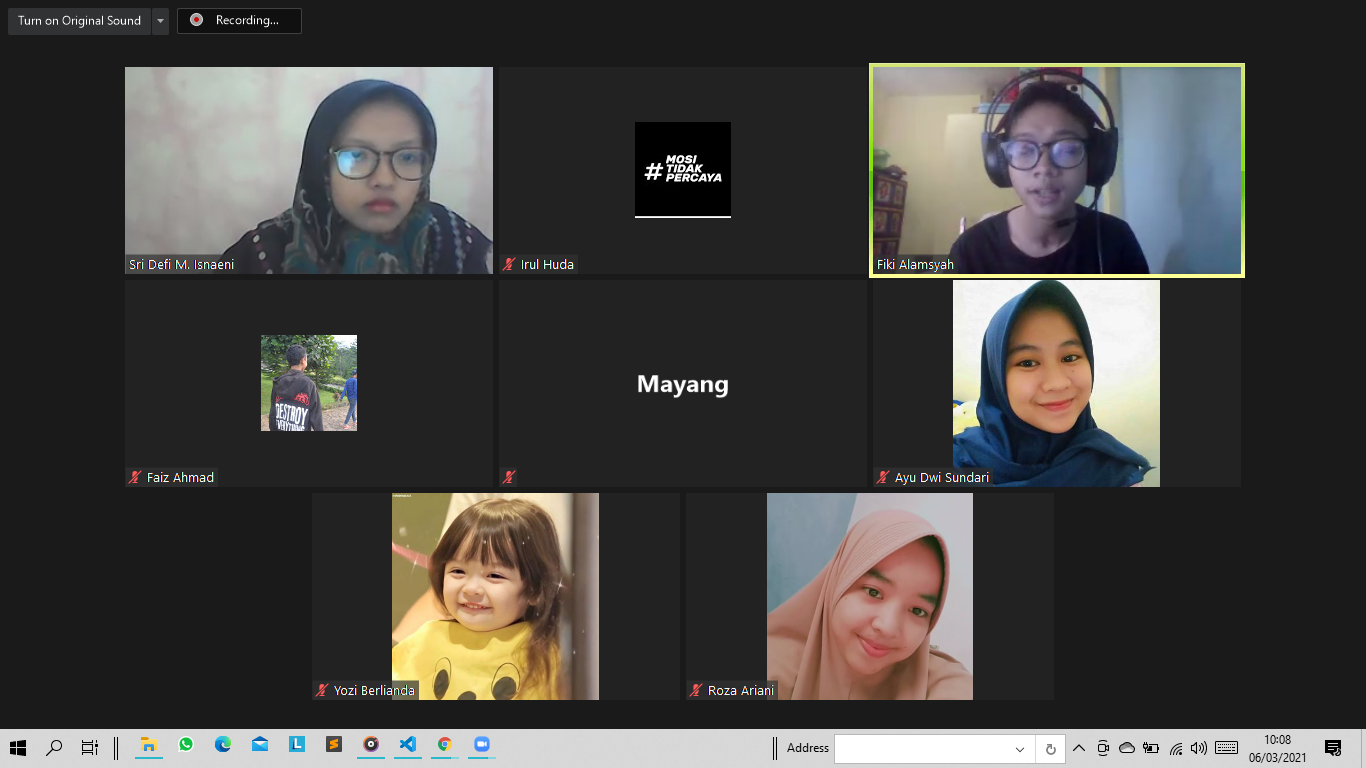 Turn on Original Sound
Recording...
Sri Defi M. Isnaeni
#MOSI
TIDAK
PERCAYA
Irul Huda
Fiki Alamsyah
DESTROY
EVERYTHING
Faiz Ahmad
Mayang
Ayu Dwi Sundari
Yozi Berlianda
Roza Ariani
Address
10:08
06/03/2021